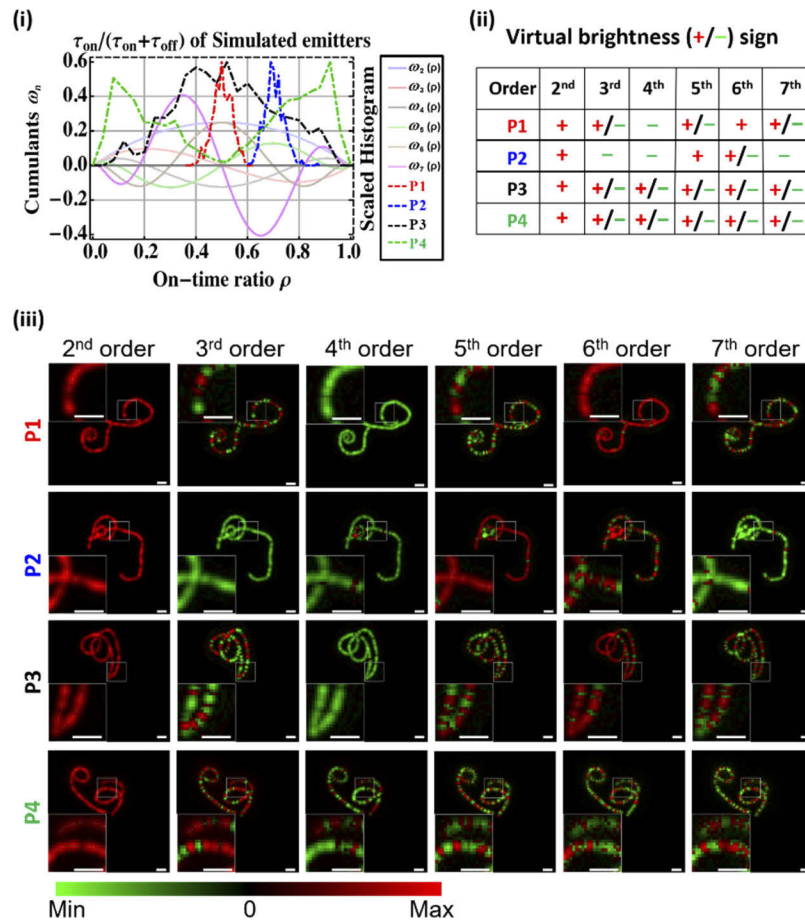 (i)
τon/(τon+τoff) of Simulated emitters
Cumulants ωn
0.6
0.4
0.2
0.0
−0.2
−0.4
0.0 0.2 0.4 0.6 0.8 1.0
On−time ratio ρ
Scaled Histogram
ω2 (ρ)
ω3 (ρ)
ω4 (ρ)
ω5 (ρ)
ω6 (ρ)
ω7 (ρ)
P1
P2
P3
P4
(ii)
Virtual brightness (+/−) sign
Order 2nd 3rd 4th 5th 6th 7th
P1 + +/− − +/− + +/−
P2 + − − + +/− −
P3 + +/− +/− +/− +/− +/−
P4 + +/− +/− +/− +/− +/−
(iii)
2nd order 3rd order 4th order 5th order 6th order 7th order
P1
P2
P3
P4
Min 0 Max